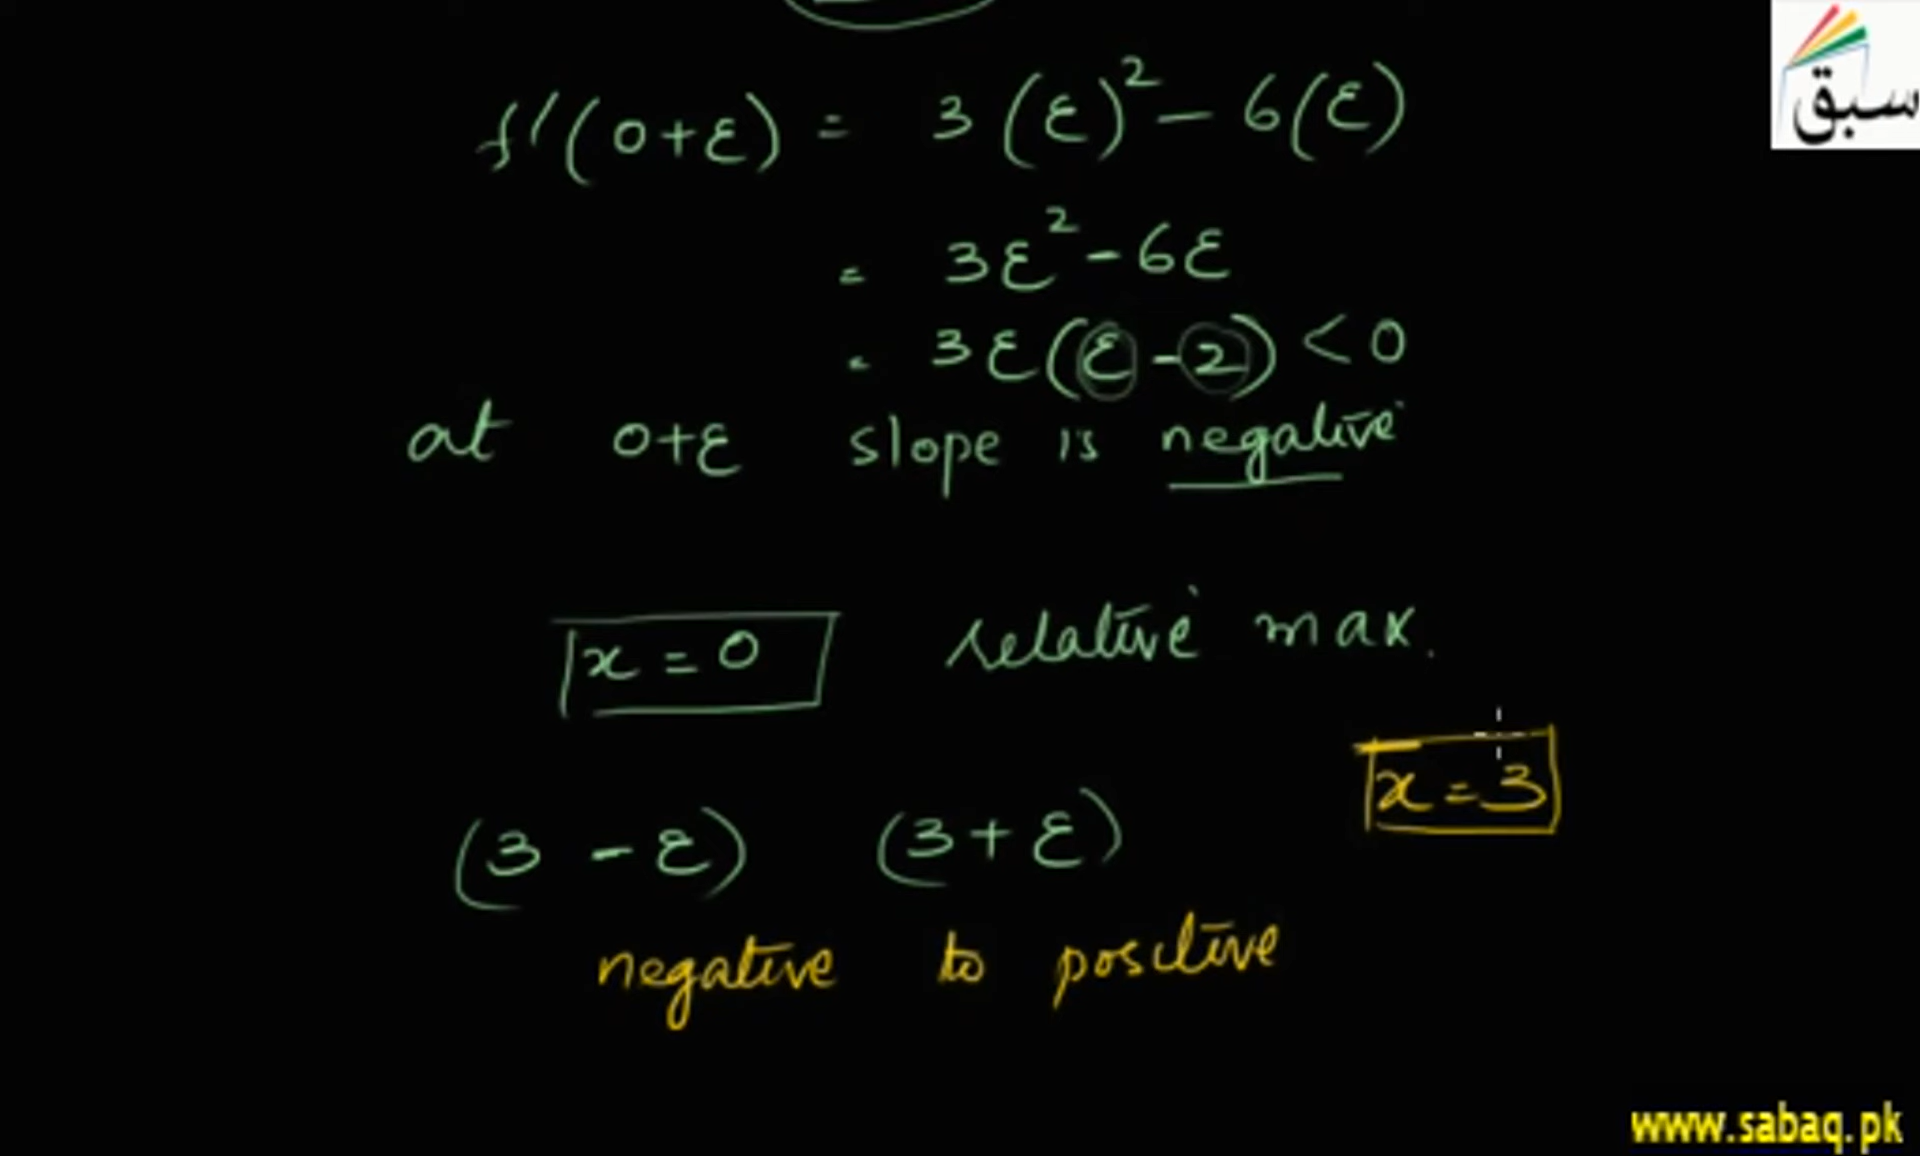 سبق
f'(0+ε) = 3(ε)² - 6(ε)
= 3ε² - 6ε
= 3ε(ε-2) < 0
at 0+ε slope is negative
x = 0 relative max.
x = 3
(3 - ε) (3 + ε)
negative to positive
www.sabaq.pk